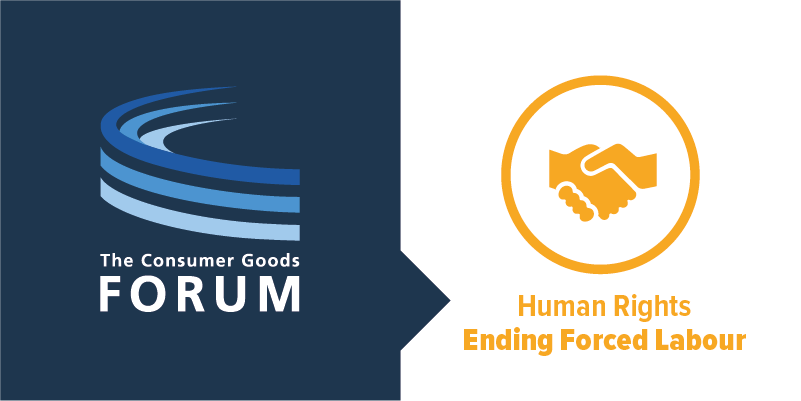 The Consumer Goods
FORUM
Human Rights
Ending Forced Labour